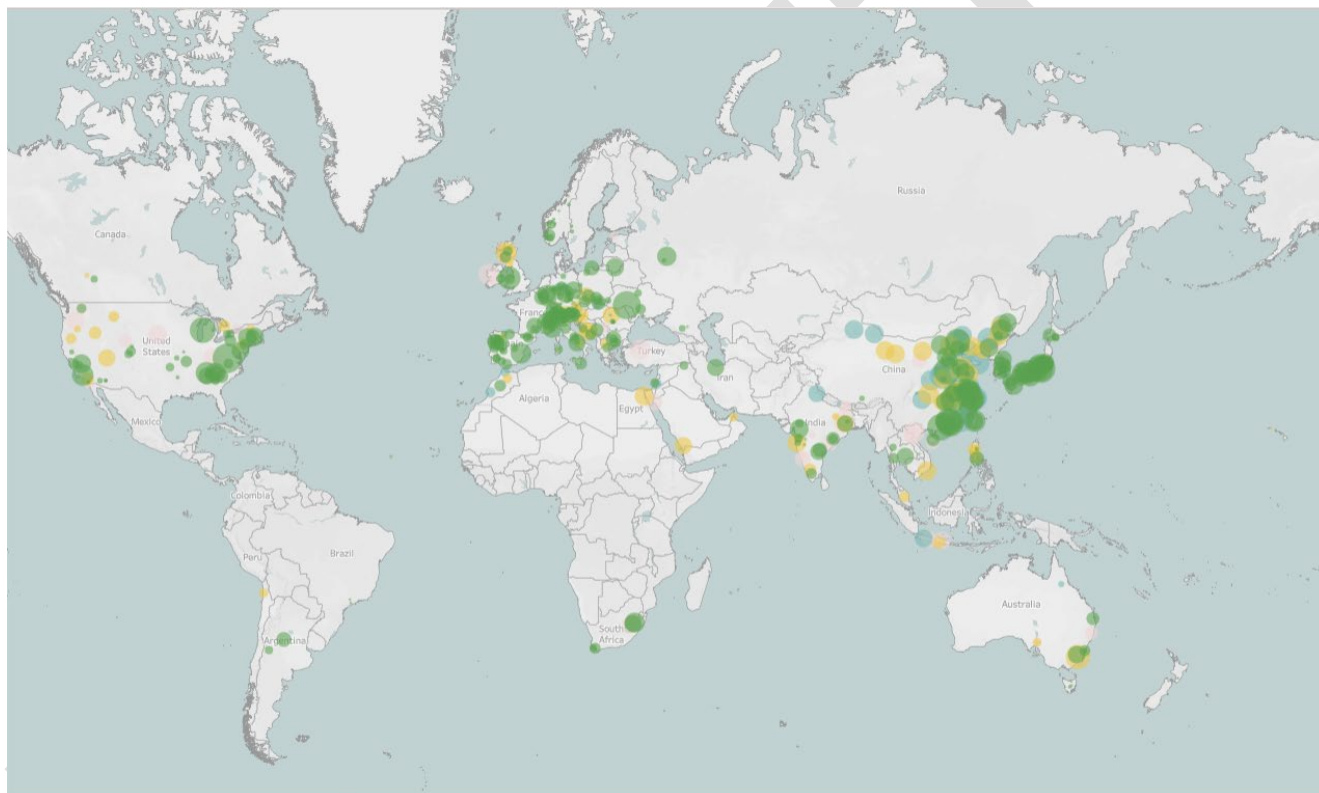 Russia
Canada
France
United
States
Turkey
China
Iran
Algeria
Egypt
Mexico
India
Colombia
Indonesia
Peru
Brazil
Australia
South
Africa
Argentina